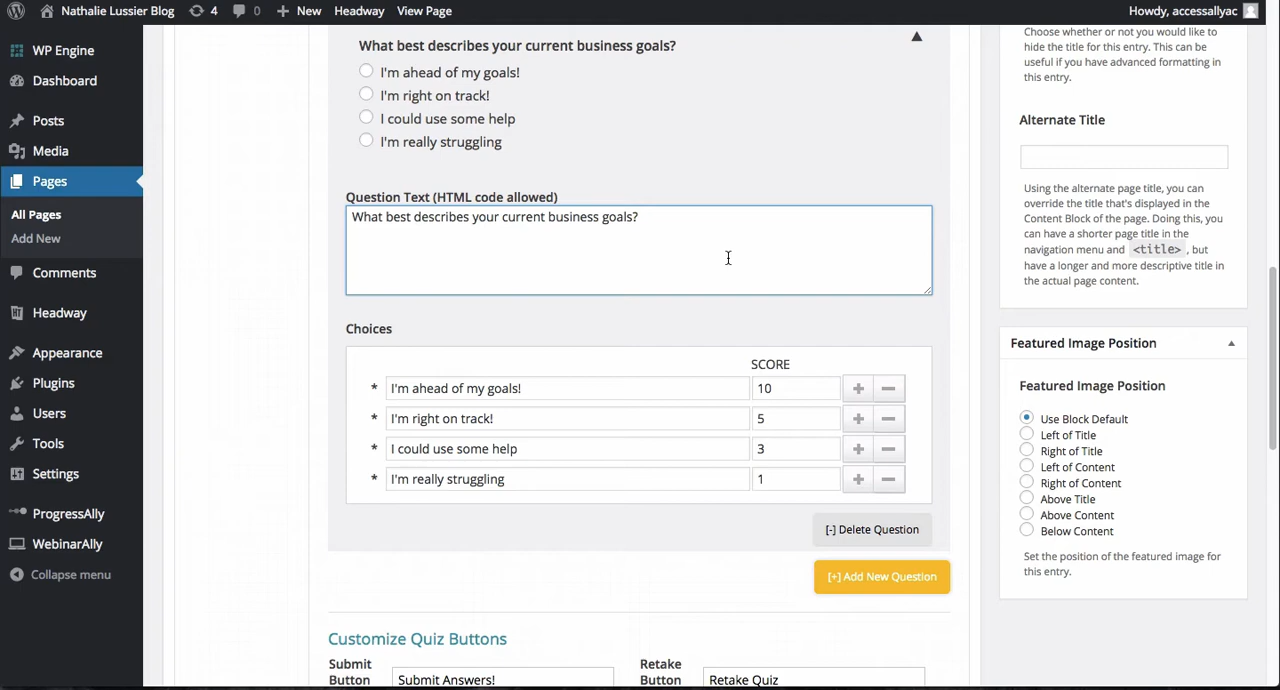 Nathalie Lussier Blog 4 0 + New Headway View Page Howdy, accessallyac
WP Engine
Dashboard
Posts
Media
Pages
All Pages
Add New
Comments
Headway
Appearance
Plugins
Users
Tools
Settings
ProgressAlly
WebinarAlly
Collapse menu
What best describes your current business goals?
I'm ahead of my goals!
I'm right on track!
I could use some help
I'm really struggling
Question Text (HTML code allowed)
What best describes your current business goals?
Choices
SCORE
* I'm ahead of my goals! 10 + −
* I'm right on track! 5 + −
* I could use some help 3 + −
* I'm really struggling 1 + −
[-] Delete Question
[+] Add New Question
Customize Quiz Buttons
Submit
Button Submit Answers!
Retake
Button Retake Quiz
Choose whether or not you would like to
hide the title for this entry. This can be
useful if you have advanced formatting in
this entry.
Alternate Title
Using the alternate page title, you can
override the title that's displayed in the
Content Block of the page. Doing this, you
can have a shorter page title in the
navigation menu and <title> , but
have a longer and more descriptive title in
the actual page content.
Featured Image Position
Featured Image Position
Use Block Default
Left of Title
Right of Title
Left of Content
Right of Content
Above Title
Above Content
Below Content
Set the position of the featured image for
this entry.